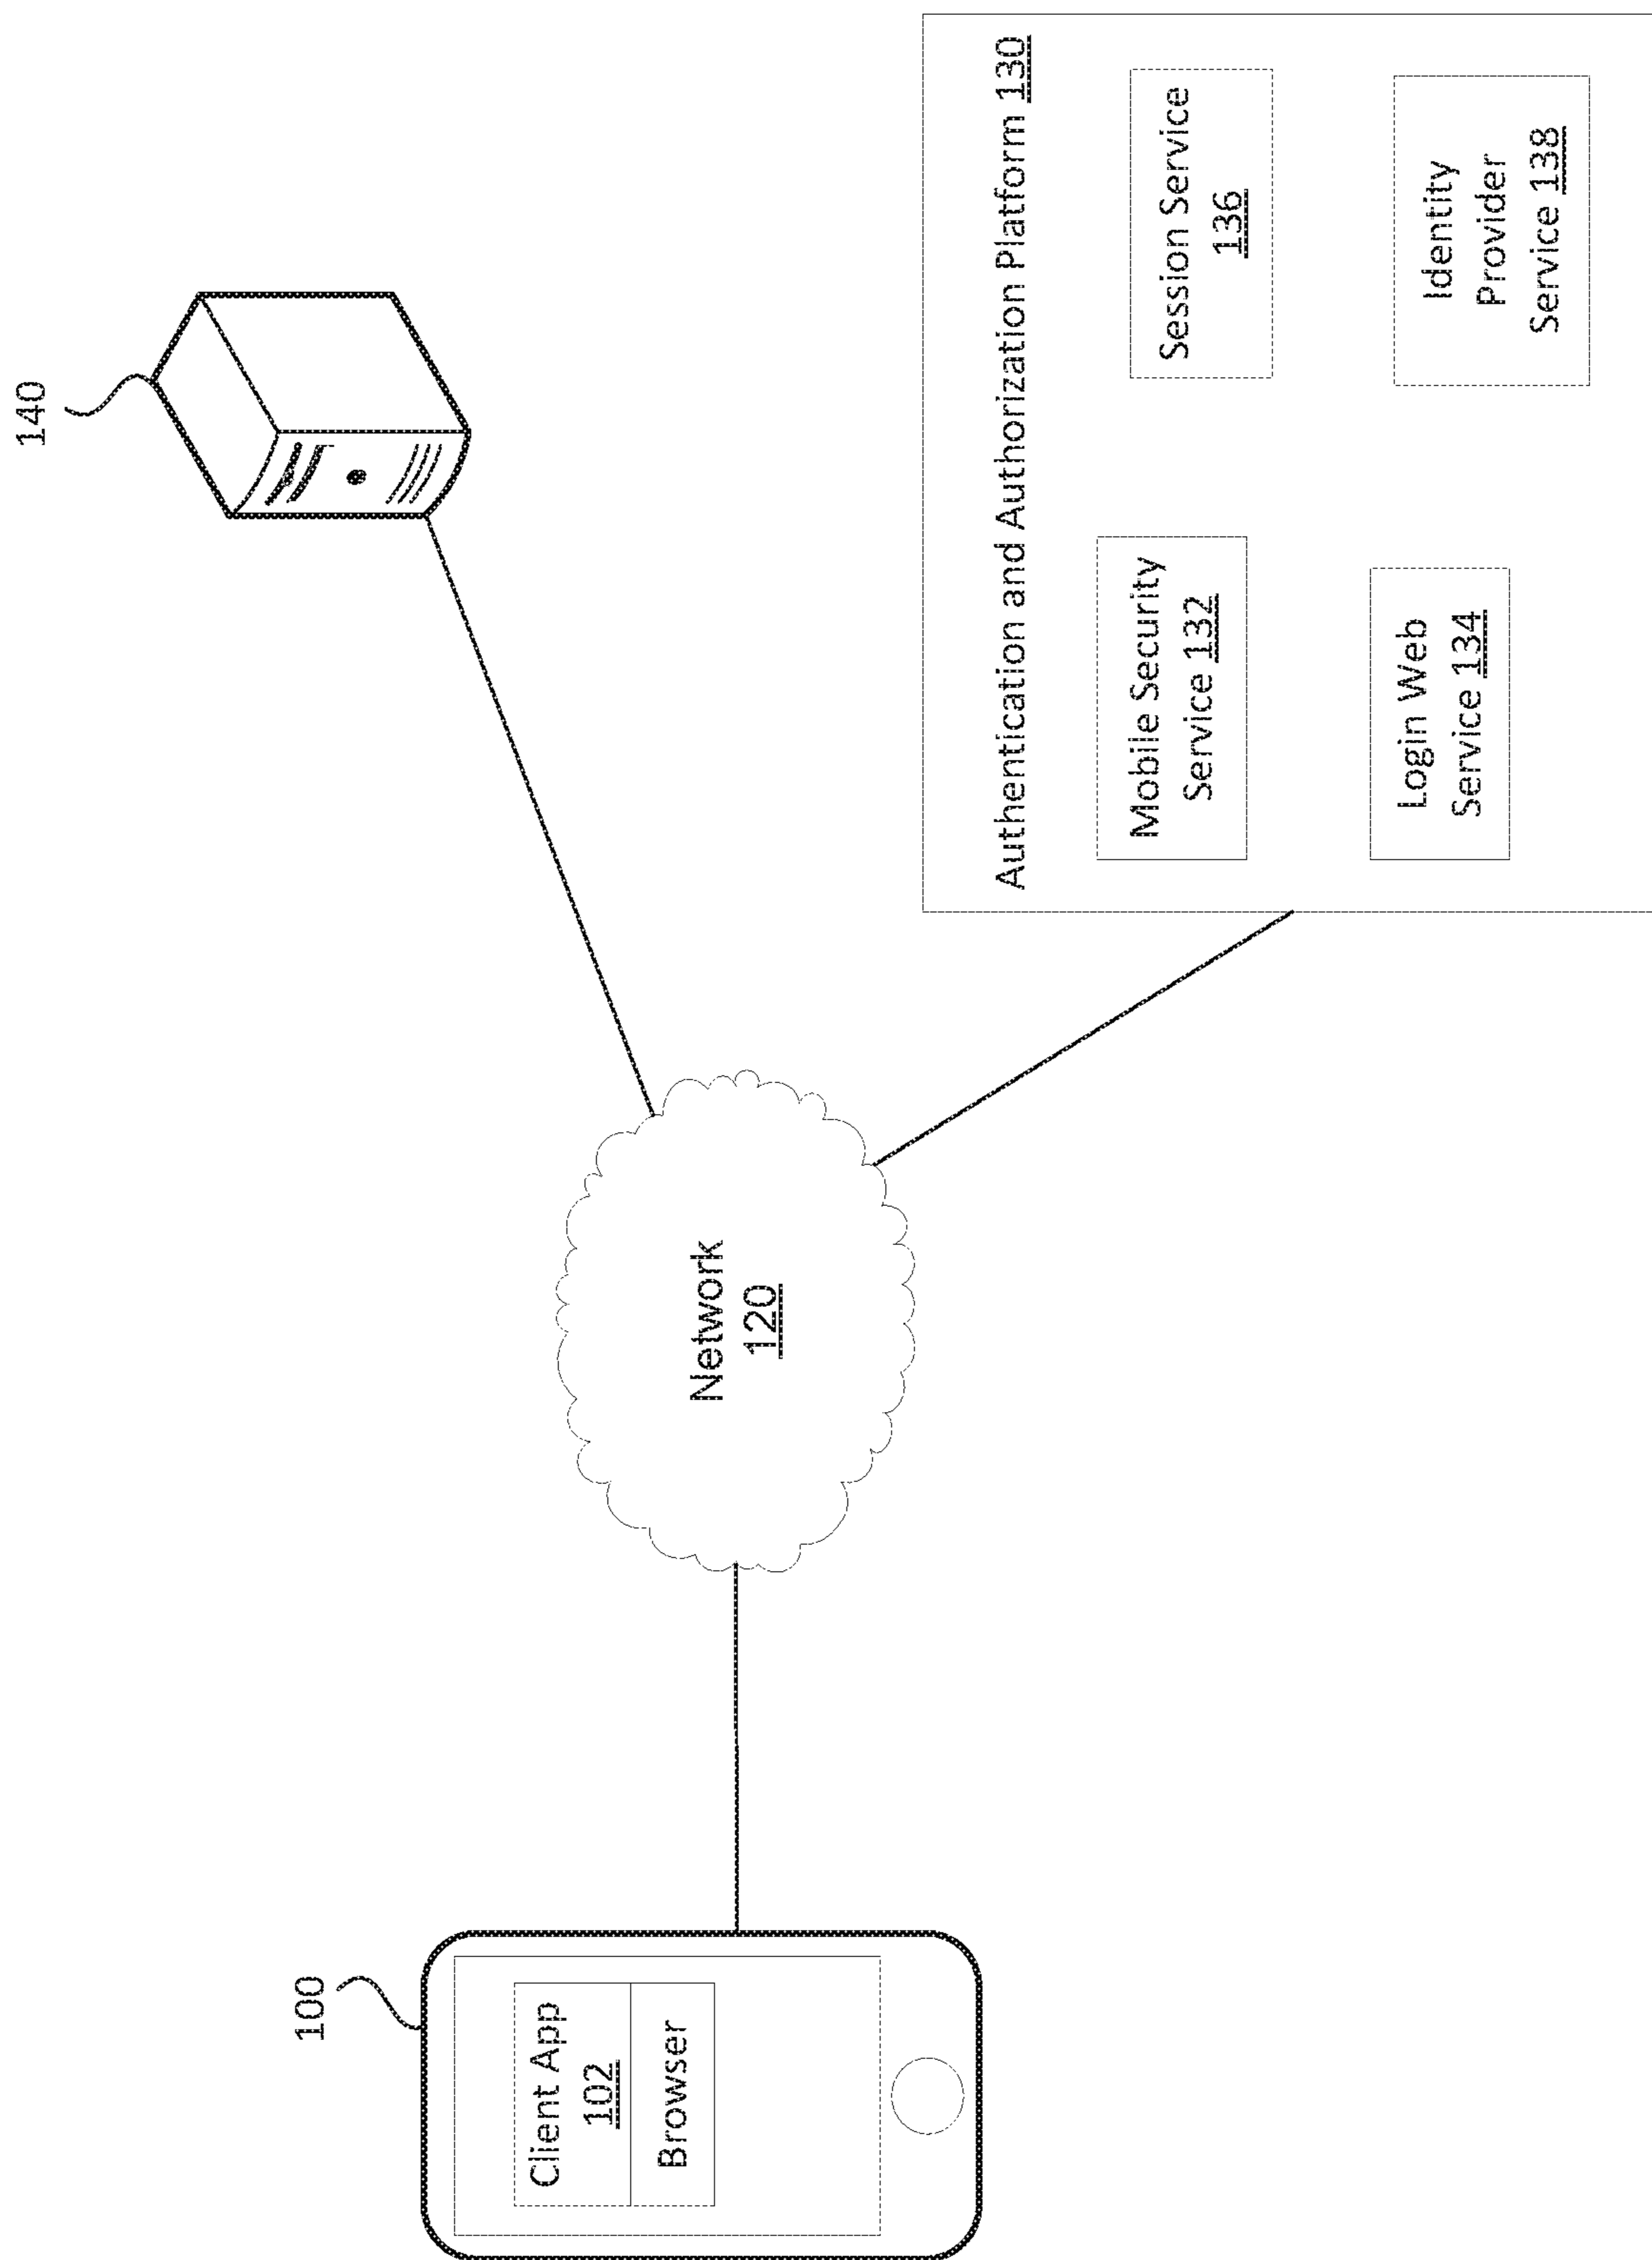 140
100
Client App
102
Browser
Network
120
Authentication and Authorization Platform 130
Mobile Security
Service 132
Session Service
136
Login Web
Service 134
Identity
Provider
Service 138